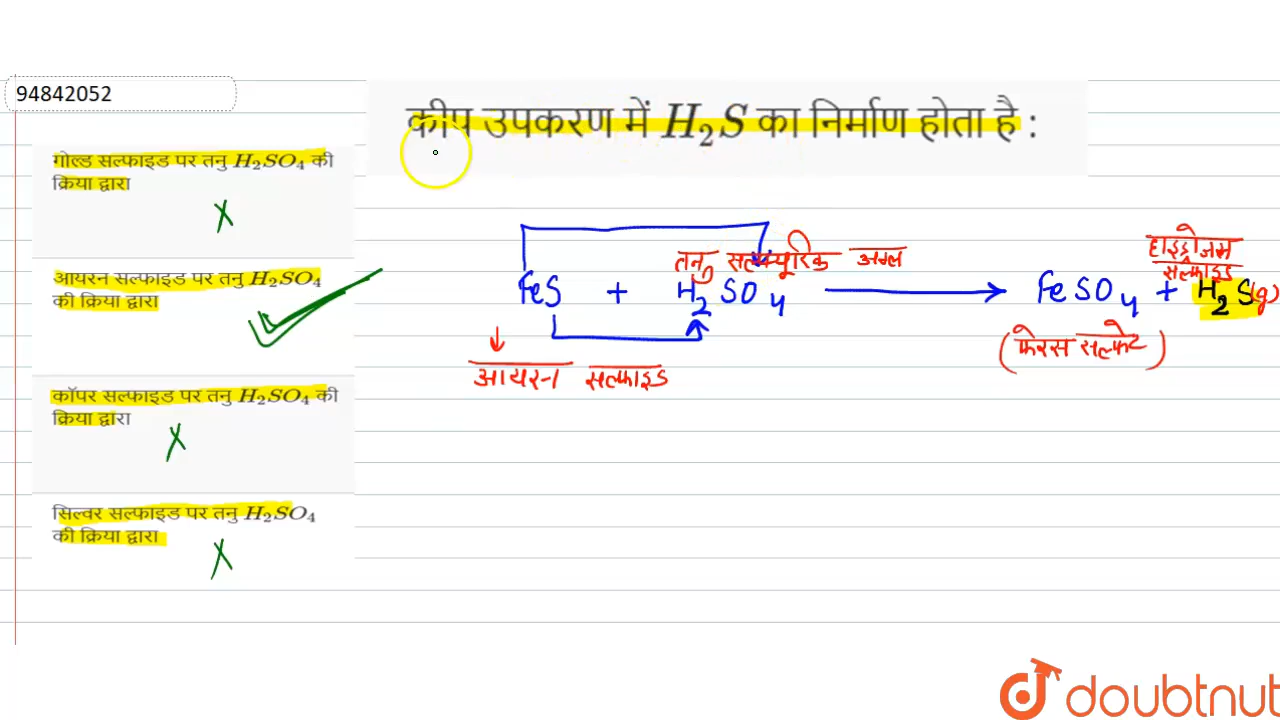 94842052
कीप उपकरण में H₂S का निर्माण होता है :
गोल्ड सल्फाइड पर तनु H₂SO₄ की
क्रिया द्वारा
X
आयरन सल्फाइड पर तनु H₂SO₄
की क्रिया द्वारा
कॉपर सल्फाइड पर तनु H₂SO₄ की
क्रिया द्वारा
X
सिल्वर सल्फाइड पर तनु H₂SO₄
की क्रिया द्वारा
X
तनु सल्फ्यूरिक अम्ल
हाइड्रोजन
सल्फाइड
FeS + H₂SO₄ ⟶ FeSO₄ + H₂S(g)
(फेरस सल्फेट)
आयरन सल्फाइड
doubtnut